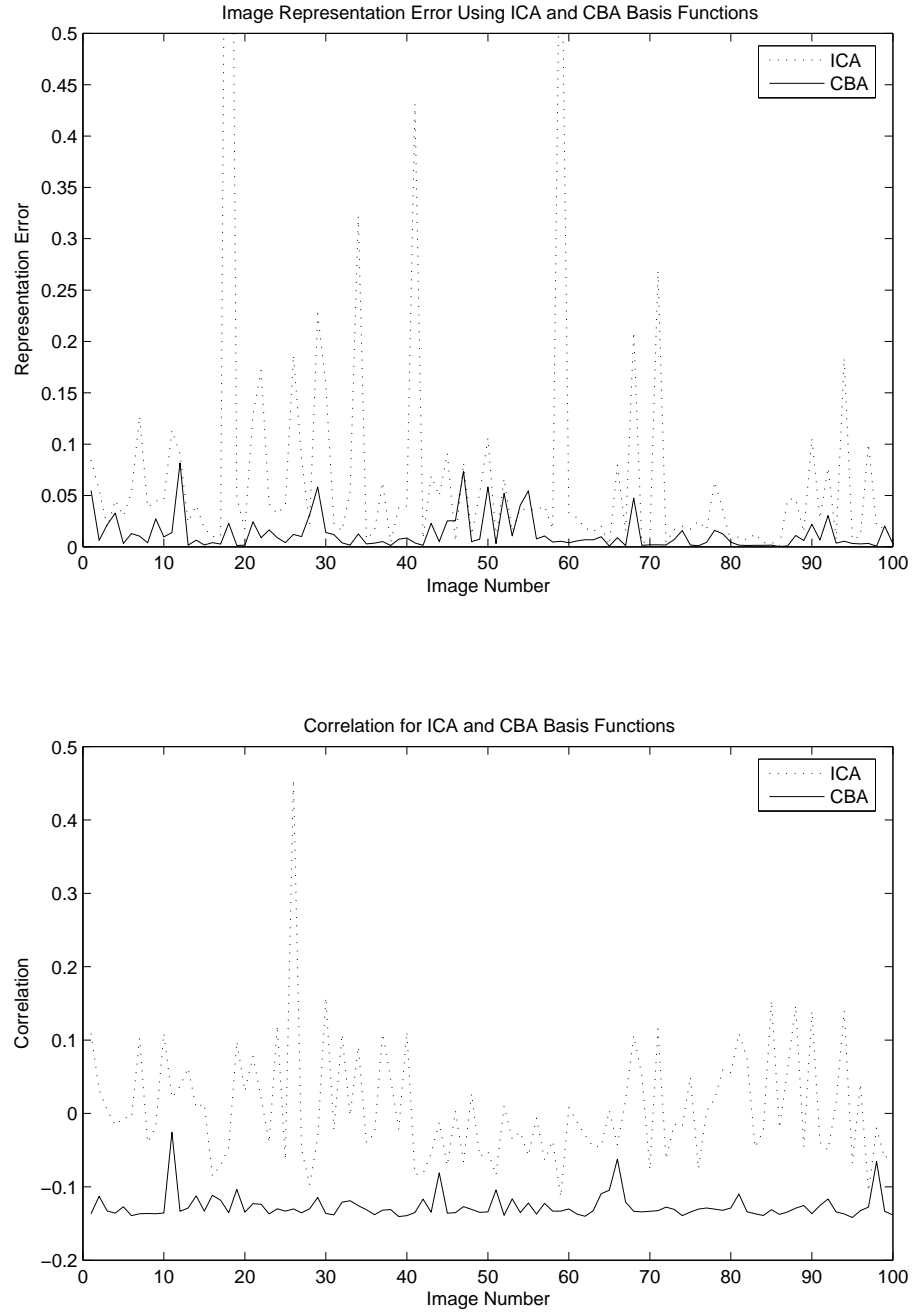 Image Representation Error Using ICA and CBA Basis Functions
0.5
0.45
0.4
0.35
0.3
0.25
0.2
0.15
0.1
0.05
0
Representation Error
ICA
CBA
0 10 20 30 40 50 60 70 80 90 100
Image Number
Correlation for ICA and CBA Basis Functions
0.5
0.4
0.3
0.2
0.1
0
−0.1
−0.2
Correlation
ICA
CBA
0 10 20 30 40 50 60 70 80 90 100
Image Number